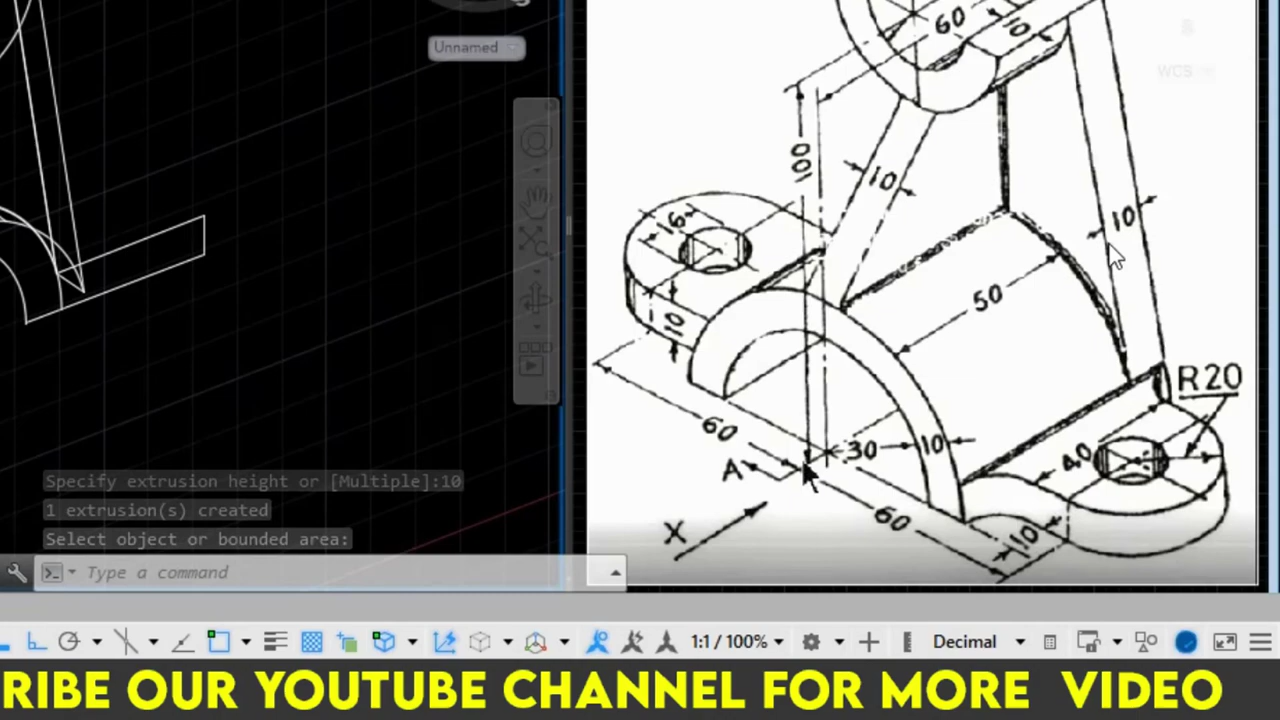 Unnamed
S
WCS
60
10
100
10
16
10
10
50
R20
60
30
10
40
A
60
X
10
Specify extrusion height or [Multiple]:10
1 extrusion(s) created
Select object or bounded area:
Type a command
1:1 / 100%
Decimal
RIBE OUR YOUTUBE CHANNEL FOR MORE VIDEO